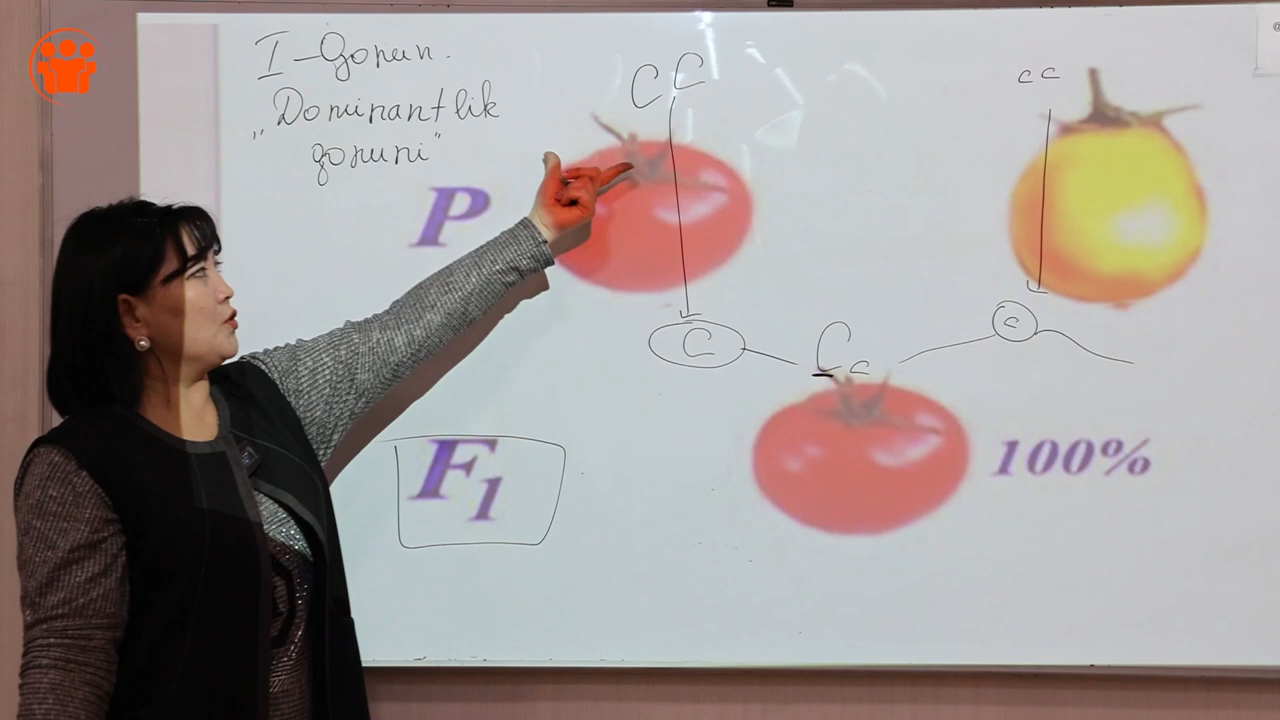 I-Qonun.
"Dominantlik
qonuni"
CC
cc
P
C
Cc
c
F1
100%
@